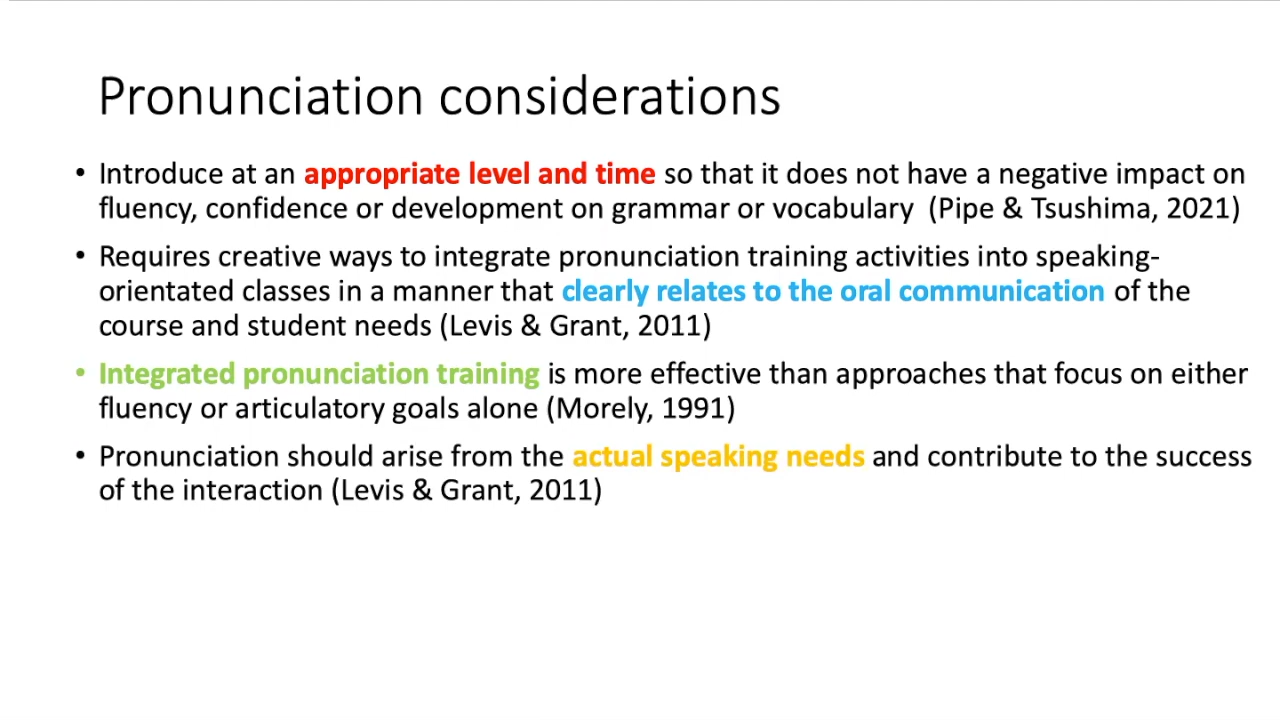 Pronunciation considerations
• Introduce at an appropriate level and time so that it does not have a negative impact on
fluency, confidence or development on grammar or vocabulary  (Pipe & Tsushima, 2021)
• Requires creative ways to integrate pronunciation training activities into speaking-
orientated classes in a manner that clearly relates to the oral communication of the
course and student needs (Levis & Grant, 2011)
• Integrated pronunciation training is more effective than approaches that focus on either
fluency or articulatory goals alone (Morely, 1991)
• Pronunciation should arise from the actual speaking needs and contribute to the success
of the interaction (Levis & Grant, 2011)